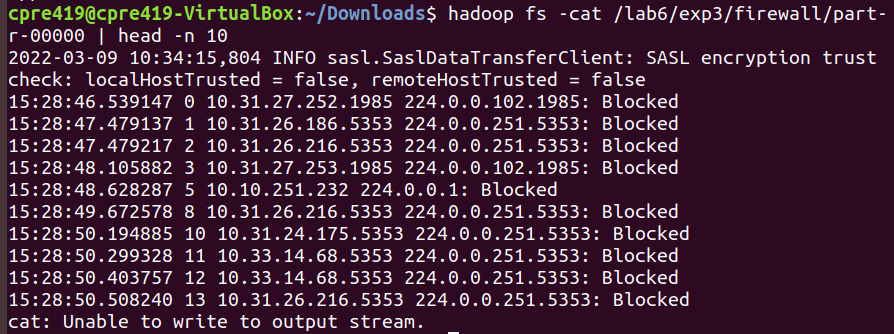 cpre419@cpre419-VirtualBox:~/Downloads$ hadoop fs -cat /lab6/exp3/firewall/part-
r-00000 | head -n 10
2022-03-09 10:34:15,804 INFO sasl.SaslDataTransferClient: SASL encryption trust
check: localHostTrusted = false, remoteHostTrusted = false
15:28:46.539147 0 10.31.27.252.1985 224.0.0.102.1985: Blocked
15:28:47.479137 1 10.31.26.186.5353 224.0.0.251.5353: Blocked
15:28:47.479217 2 10.31.26.216.5353 224.0.0.251.5353: Blocked
15:28:48.105882 3 10.31.27.253.1985 224.0.0.102.1985: Blocked
15:28:48.628287 5 10.10.251.232 224.0.0.1: Blocked
15:28:49.672578 8 10.31.26.216.5353 224.0.0.251.5353: Blocked
15:28:50.194885 10 10.31.24.175.5353 224.0.0.251.5353: Blocked
15:28:50.299328 11 10.33.14.68.5353 224.0.0.251.5353: Blocked
15:28:50.403757 12 10.33.14.68.5353 224.0.0.251.5353: Blocked
15:28:50.508240 13 10.31.26.216.5353 224.0.0.251.5353: Blocked
cat: Unable to write to output stream.